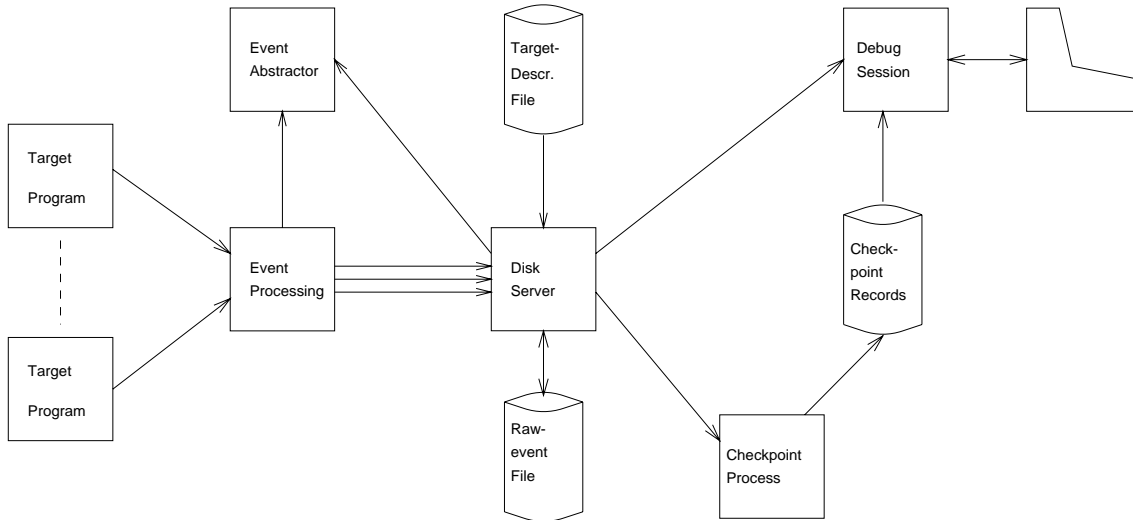 Event
Abstractor
Target-
Descr.
File
Debug
Session
Target
Program
Event
Processing
Disk
Server
Check-
point
Records
Target
Program
Raw-
event
File
Checkpoint
Process